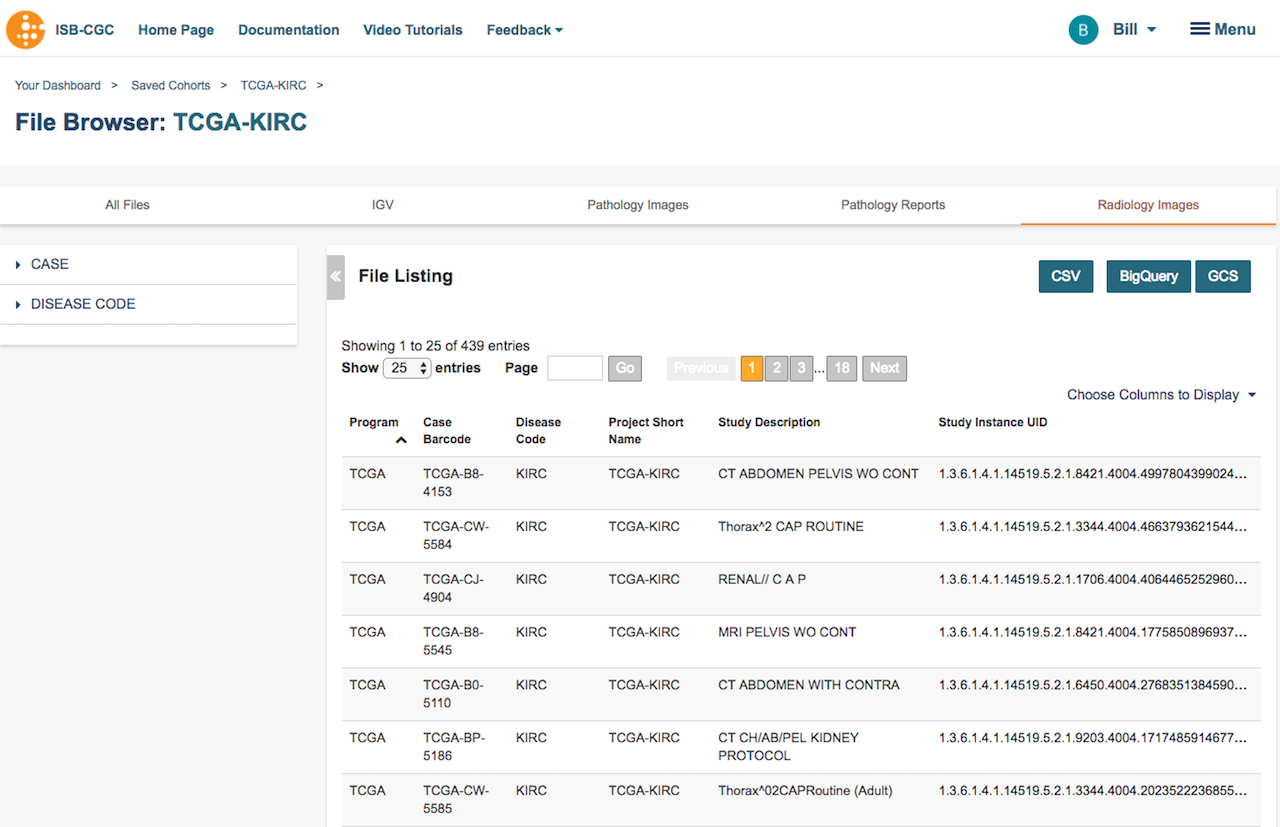 ISB-CGC Home Page Documentation Video Tutorials Feedback B Bill Menu
Your Dashboard > Saved Cohorts > TCGA-KIRC >
File Browser: TCGA-KIRC
All Files IGV Pathology Images Pathology Reports Radiology Images
CASE
DISEASE CODE
« File Listing CSV BigQuery GCS
Showing 1 to 25 of 439 entries
Show 25 entries Page Go Previous 1 2 3 ... 18 Next
Choose Columns to Display
Program Case Barcode Disease Code Project Short Name Study Description Study Instance UID
TCGA TCGA-B8-4153 KIRC TCGA-KIRC CT ABDOMEN PELVIS WO CONT 1.3.6.1.4.1.14519.5.2.1.8421.4004.4997804399024...
TCGA TCGA-CW-5584 KIRC TCGA-KIRC Thorax^2 CAP ROUTINE 1.3.6.1.4.1.14519.5.2.1.3344.4004.4663793621544...
TCGA TCGA-CJ-4904 KIRC TCGA-KIRC RENAL// C A P 1.3.6.1.4.1.14519.5.2.1.1706.4004.4064465252960...
TCGA TCGA-B8-5545 KIRC TCGA-KIRC MRI PELVIS WO CONT 1.3.6.1.4.1.14519.5.2.1.8421.4004.1775850896937...
TCGA TCGA-B0-5110 KIRC TCGA-KIRC CT ABDOMEN WITH CONTRA 1.3.6.1.4.1.14519.5.2.1.6450.4004.2768351384590...
TCGA TCGA-BP-5186 KIRC TCGA-KIRC CT CH/AB/PEL KIDNEY PROTOCOL 1.3.6.1.4.1.14519.5.2.1.9203.4004.1717485914677...
TCGA TCGA-CW-5585 KIRC TCGA-KIRC Thorax^02CAPRoutine (Adult) 1.3.6.1.4.1.14519.5.2.1.3344.4004.2023522236855...